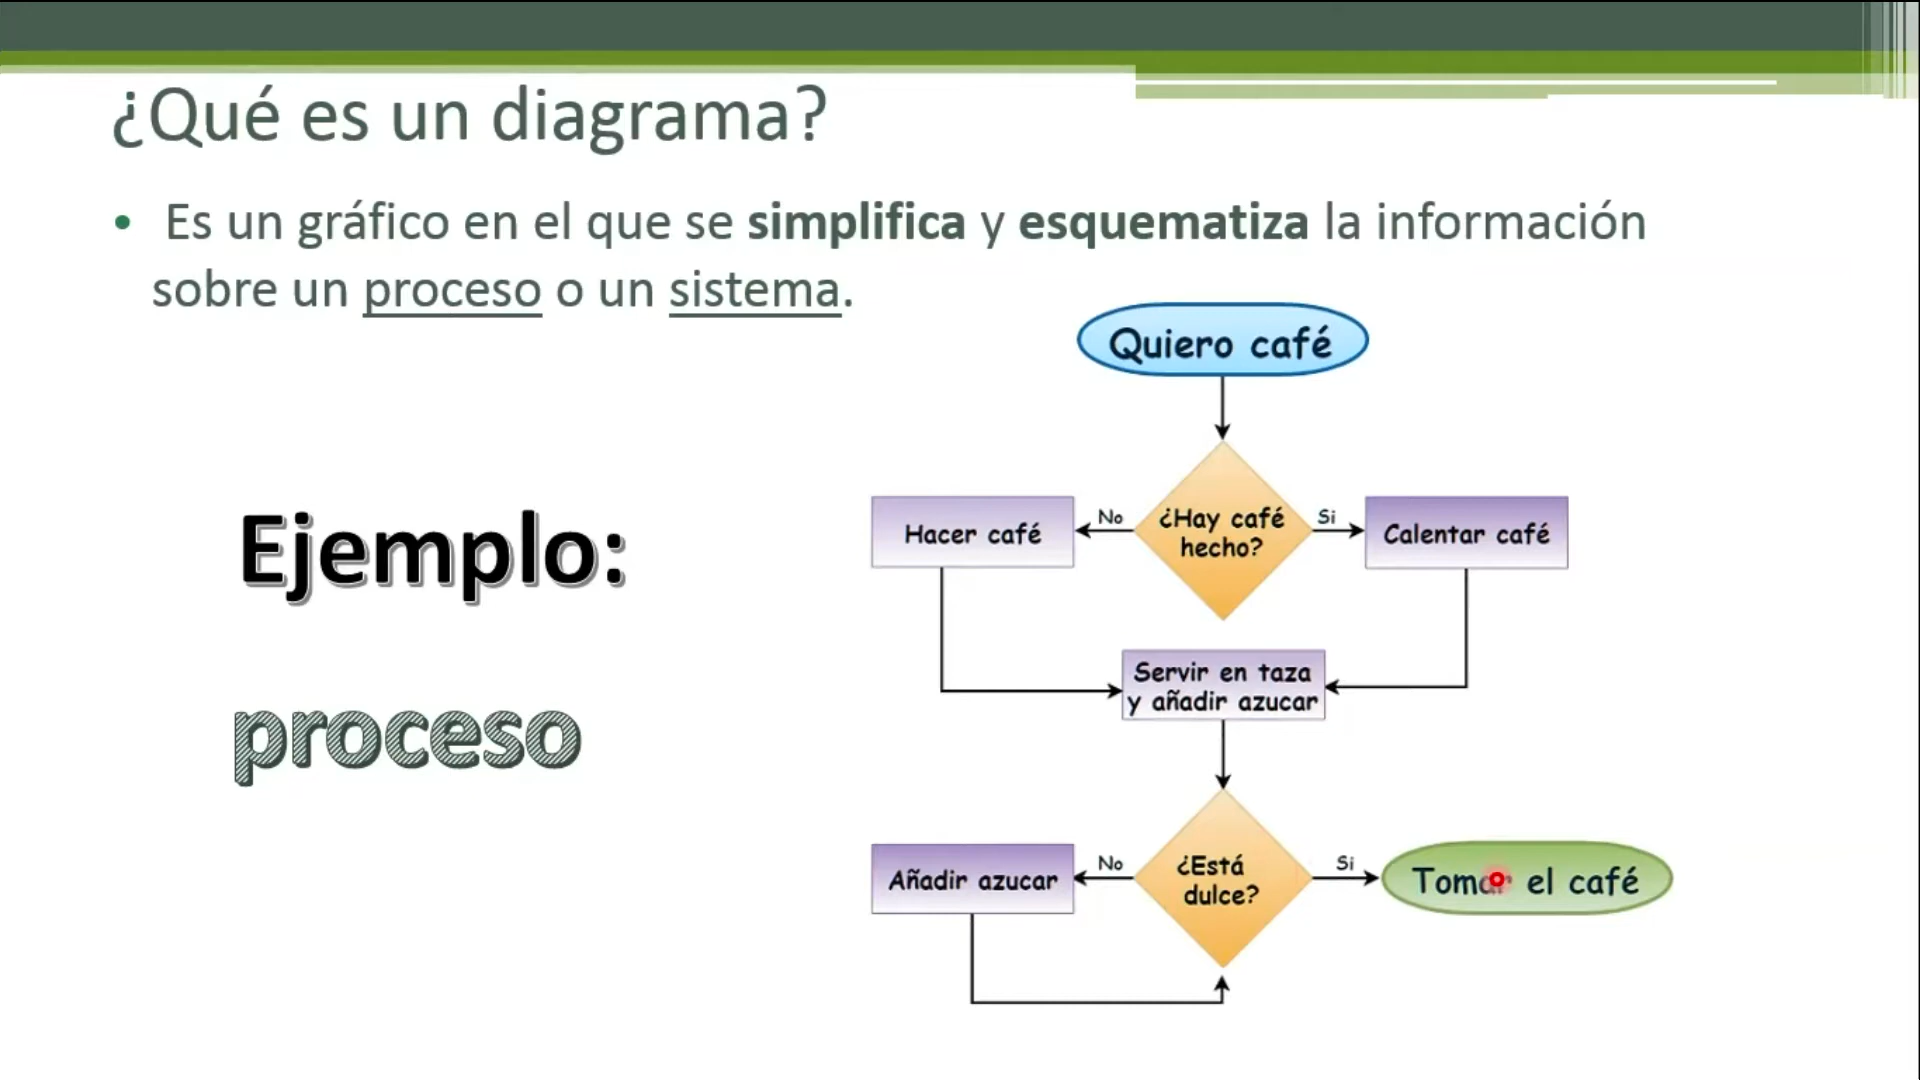 ¿Qué es un diagrama?
• Es un gráfico en el que se simplifica y esquematiza la información
sobre un proceso o un sistema.
Ejemplo:
proceso
Quiero café
¿Hay café
hecho?
No
Si
Hacer café
Calentar café
Servir en taza
y añadir azucar
¿Está
dulce?
No
Si
Añadir azucar
Tomar el café